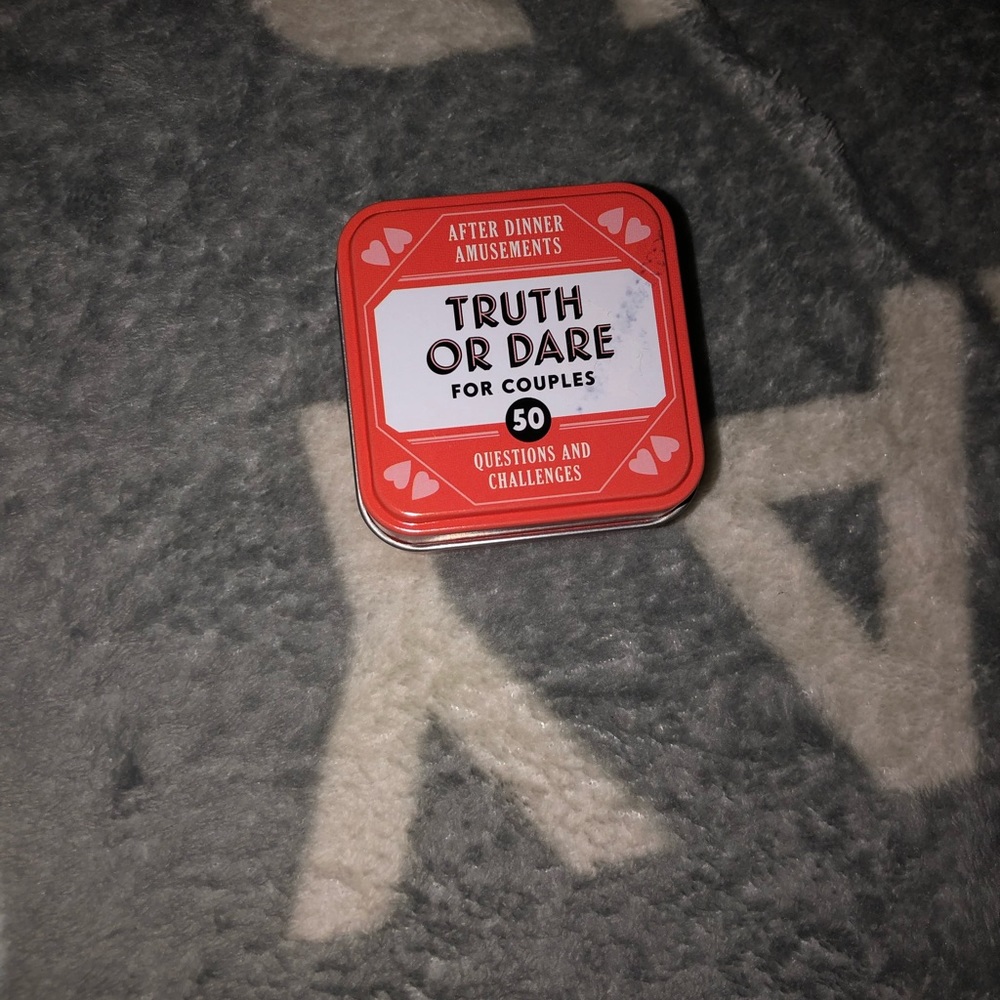 AFTER DINNER
AMUSEMENTS
TRUTH
OR DARE
FOR COUPLES
50
QUESTIONS AND
CHALLENGES